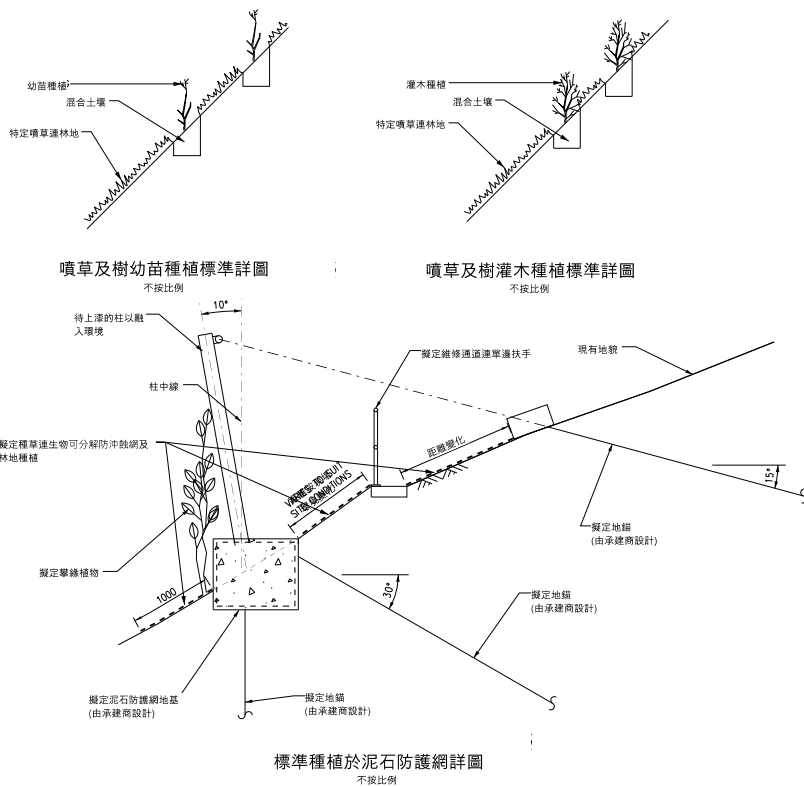 幼苗種植
混合土壤
特定噴草連林地
灌木種植
混合土壤
特定噴草連林地
噴草及樹幼苗種植標準詳圖
不按比例
噴草及樹灌木種植標準詳圖
不按比例
10°
待上漆的柱以融
入環境
擬定維修通道連單邊扶手
現有地貌
柱中線
距離變化
擬定種草連生物可分解防沖蝕網及
林地種植
15°
擬定地錨
(由承建商設計)
擬定攀緣植物
30°
1000
擬定地錨
(由承建商設計)
擬定泥石防護網地基
(由承建商設計)
擬定地錨
(由承建商設計)
標準種植於泥石防護網詳圖
不按比例